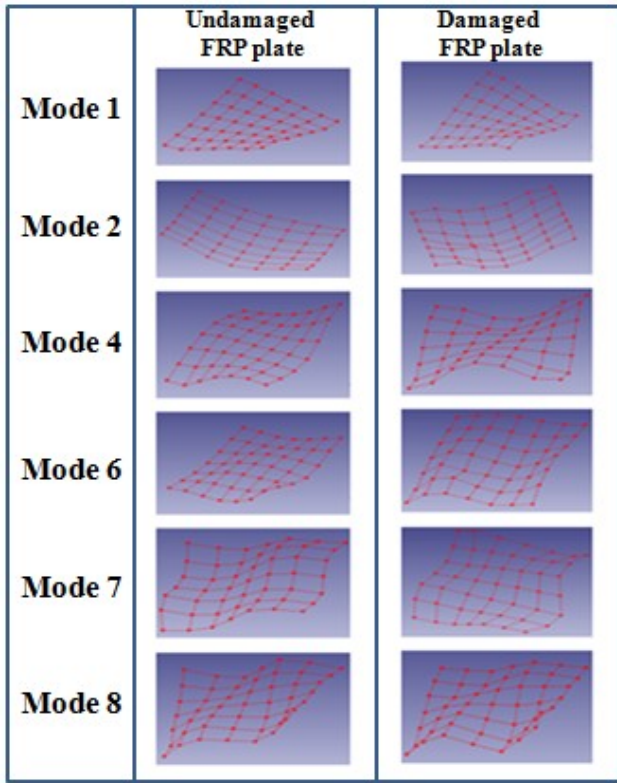 Undamaged
FRP plate
Damaged
FRP plate
Mode 1
Mode 2
Mode 4
Mode 6
Mode 7
Mode 8